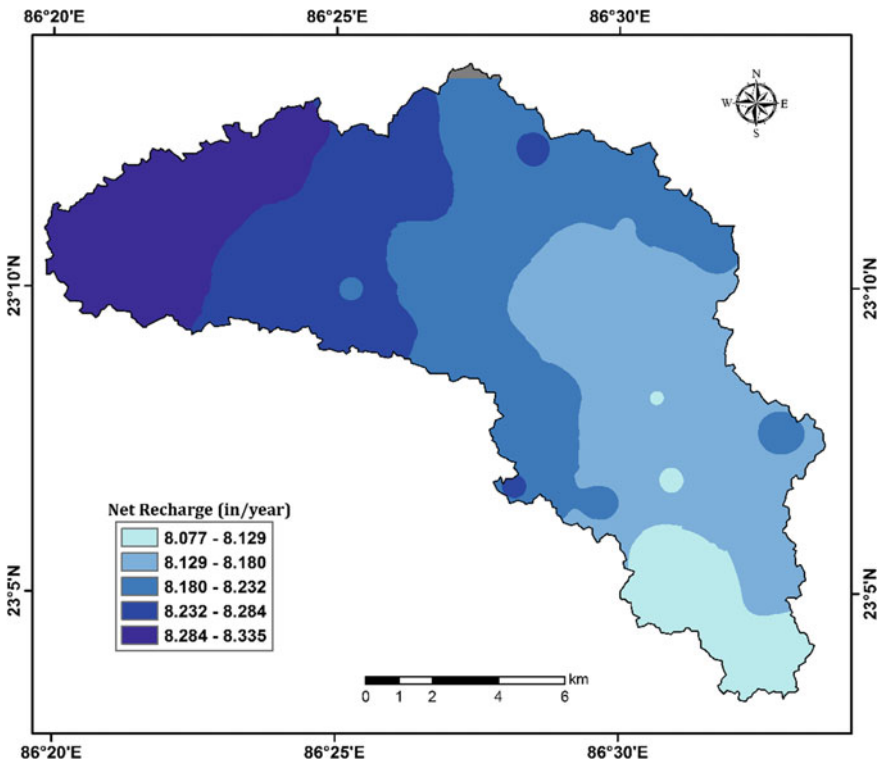 86°20'E 86°25'E 86°30'E
N
W E
S
23°10'N 23°10'N
Net Recharge (in/year)
8.077 - 8.129
8.129 - 8.180
8.180 - 8.232
8.232 - 8.284
8.284 - 8.335
23°5'N 23°5'N
km
0 1 2 4 6
86°20'E 86°25'E 86°30'E